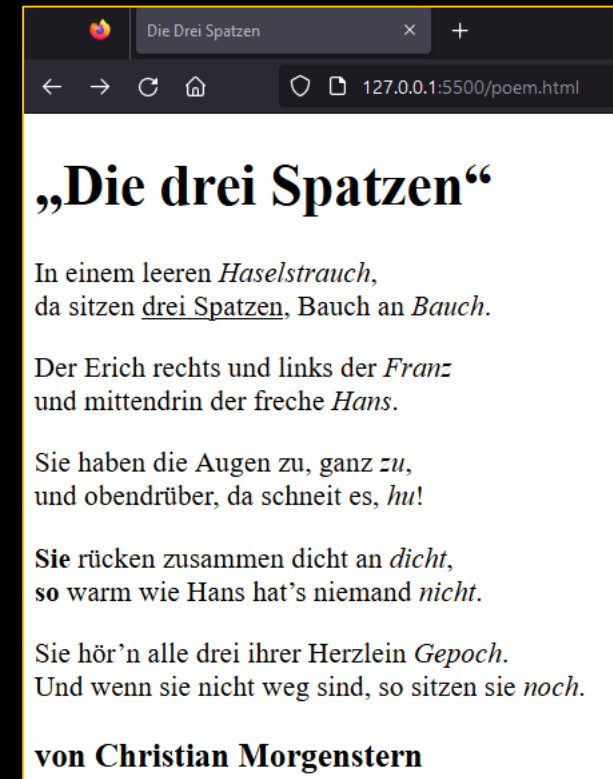 Die Drei Spatzen
127.0.0.1:5500/poem.html
„Die drei Spatzen“
In einem leeren Haselstrauch,
da sitzen drei Spatzen, Bauch an Bauch.
Der Erich rechts und links der Franz
und mittendrin der freche Hans.
Sie haben die Augen zu, ganz zu,
und obendrüber, da schneit es, hu!
Sie rücken zusammen dicht an dicht,
so warm wie Hans hat’s niemand nicht.
Sie hör’n alle drei ihrer Herzlein Gepoch.
Und wenn sie nicht weg sind, so sitzen sie noch.
von Christian Morgenstern